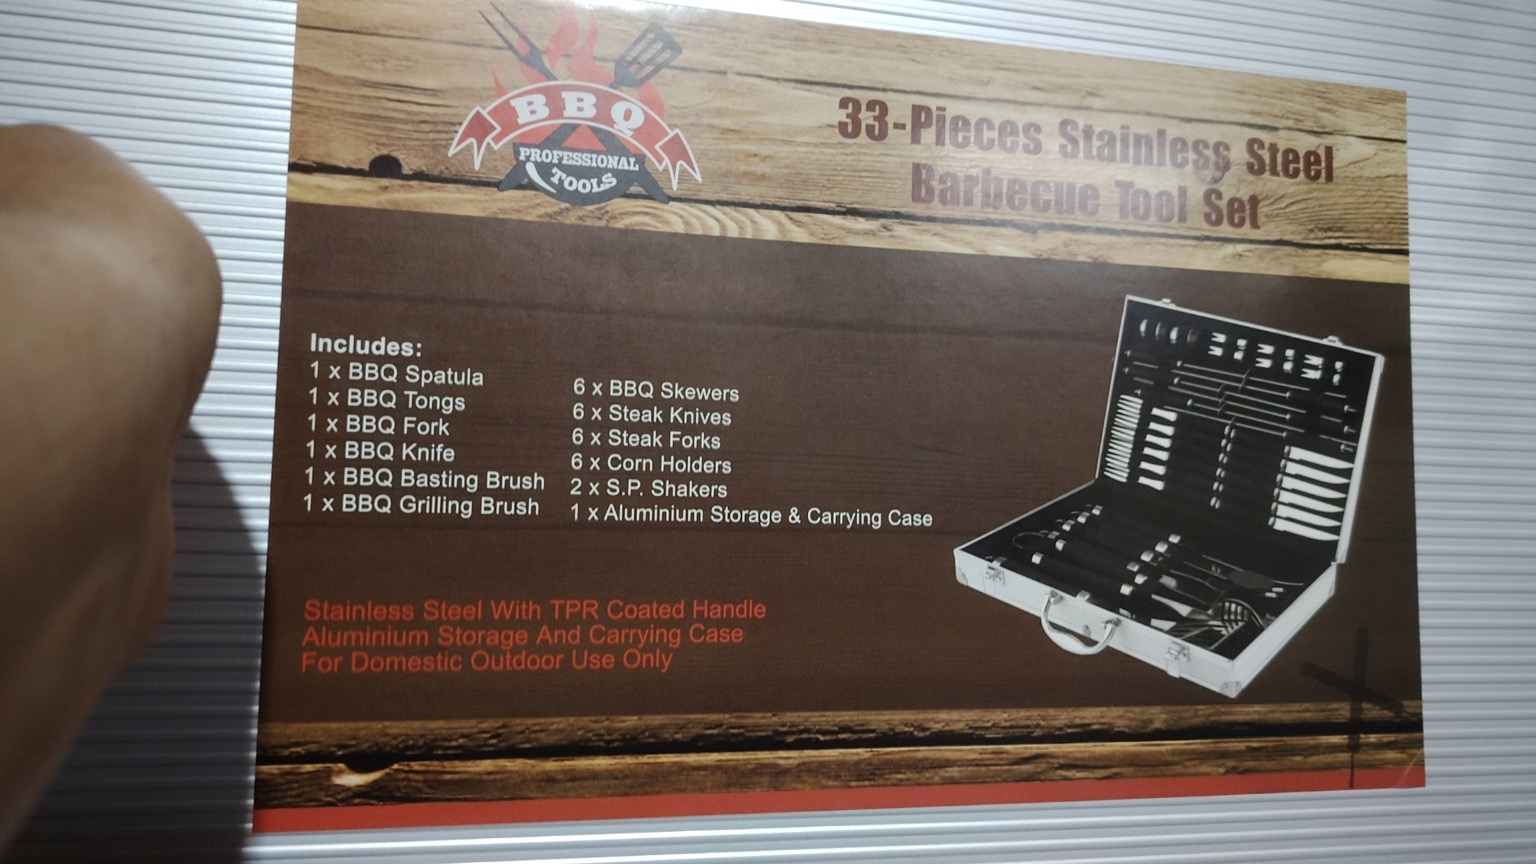 BBQ
PROFESSIONAL
TOOLS
33-Pieces Stainless Steel
Barbecue Tool Set
Includes:
1 x BBQ Spatula
1 x BBQ Tongs
1 x BBQ Fork
1 x BBQ Knife
1 x BBQ Basting Brush
1 x BBQ Grilling Brush
6 x BBQ Skewers
6 x Steak Knives
6 x Steak Forks
6 x Corn Holders
2 x S.P. Shakers
1 x Aluminium Storage & Carrying Case
Stainless Steel With TPR Coated Handle
Aluminium Storage And Carrying Case
For Domestic Outdoor Use Only